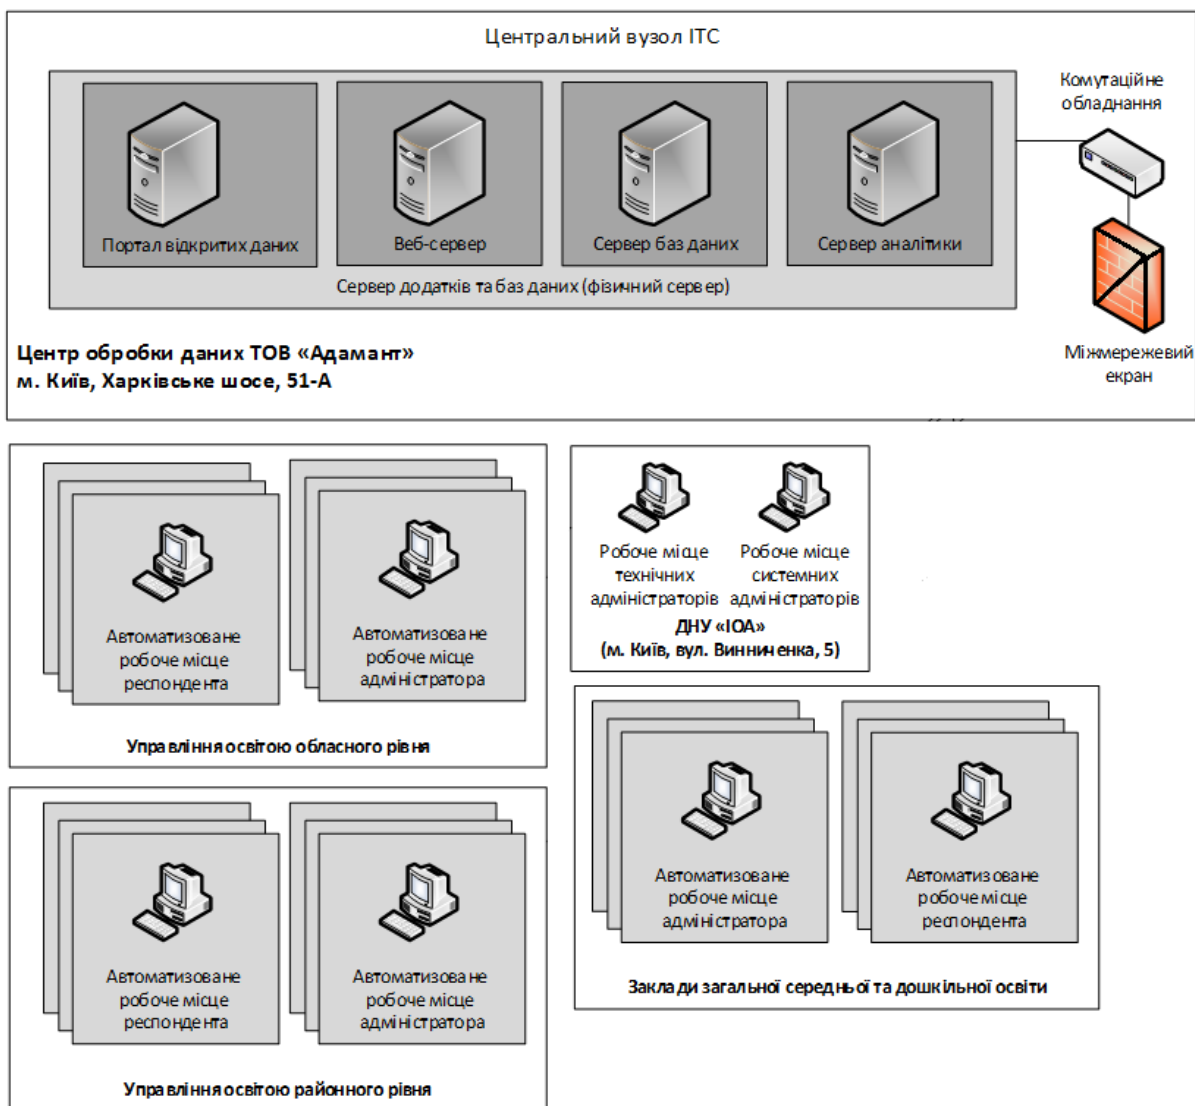 Центральний вузол ІТС
Комутаційне
обладнання
Портал відкритих даних
Веб-сервер
Сервер баз даних
Сервер аналітики
Сервер додатків та баз даних (фізичний сервер)
Міжмережевий
екран
Центр обробки даних ТОВ «Адамант»
м. Київ, Харківське шосе, 51-А
Автоматизоване
робоче місце
респондента
Автоматизоване
робоче місце
адміністратора
Управління освітою обласного рівня
Робоче місце
технічних
адміністраторів
Робоче місце
системних
адміністраторів
ДНУ «ІОА»
(м. Київ, вул. Винниченка, 5)
Автоматизоване
робоче місце
адміністратора
Автоматизоване
робоче місце
респондента
Заклади загальної середньої та дошкільної освіти
Автоматизоване
робоче місце
респондента
Автоматизоване
робоче місце
адміністратора
Управління освітою районного рівня